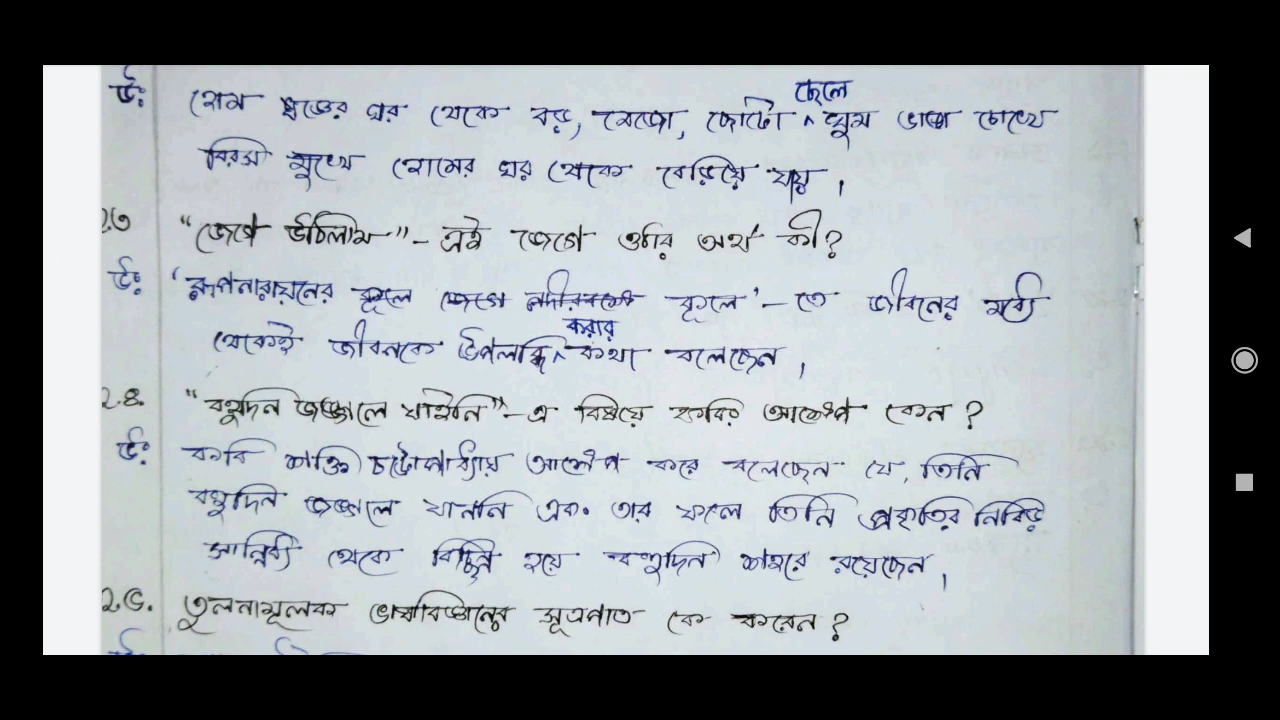 উঃ হোম যজ্ঞের ঘর থেকে বড়, মেজো, ছোটো ছেলে ঘুম ভাঙা চোখে
বিরস মুখে হোমের ঘর থেকে বেড়িয়ে যায়।
২.৩ "জেগে উঠিলাম" - এই জেগে ওঠার অর্থ কী?
উঃ 'রূপনারায়নের কূলে কূলে' - তে জীবনের মধ্যে
থেকেই জীবনকে উপলব্ধি করার কথা বলেছেন।
২.৪. "বহুদিন জঙ্গলে যাইনি" - এ বিষয়ে কবির আক্ষেপ কেন?
উঃ কবি শক্তি চট্টোপাধ্যায় আক্ষেপ করে বলেছেন যে, তিনি
বহুদিন জঙ্গলে যাননি এবং তার ফলে তিনি প্রকৃতির নিবিড়
সান্নিধ্য থেকে বিচ্ছিন্ন হয়ে বহুদিন শহরে রয়েছেন।
২.৫. তুলনামূলক ভাষাবিজ্ঞানের সূত্রপাত কে করেন?